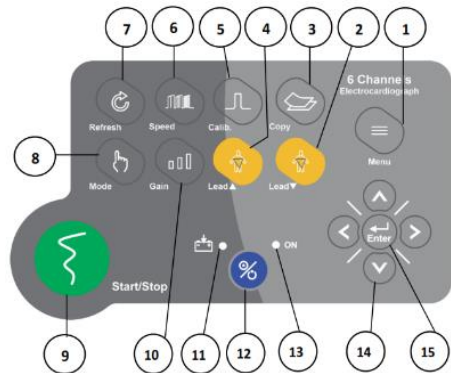 7
6
5
4
3
2
1
6 Channels
Electrocardiograph
Refresh
Speed
Calib.
Copy
Menu
8
Mode
Gain
Lead▲
Lead▼
Enter
ON
Start/Stop
9
10
11
12
13
14
15